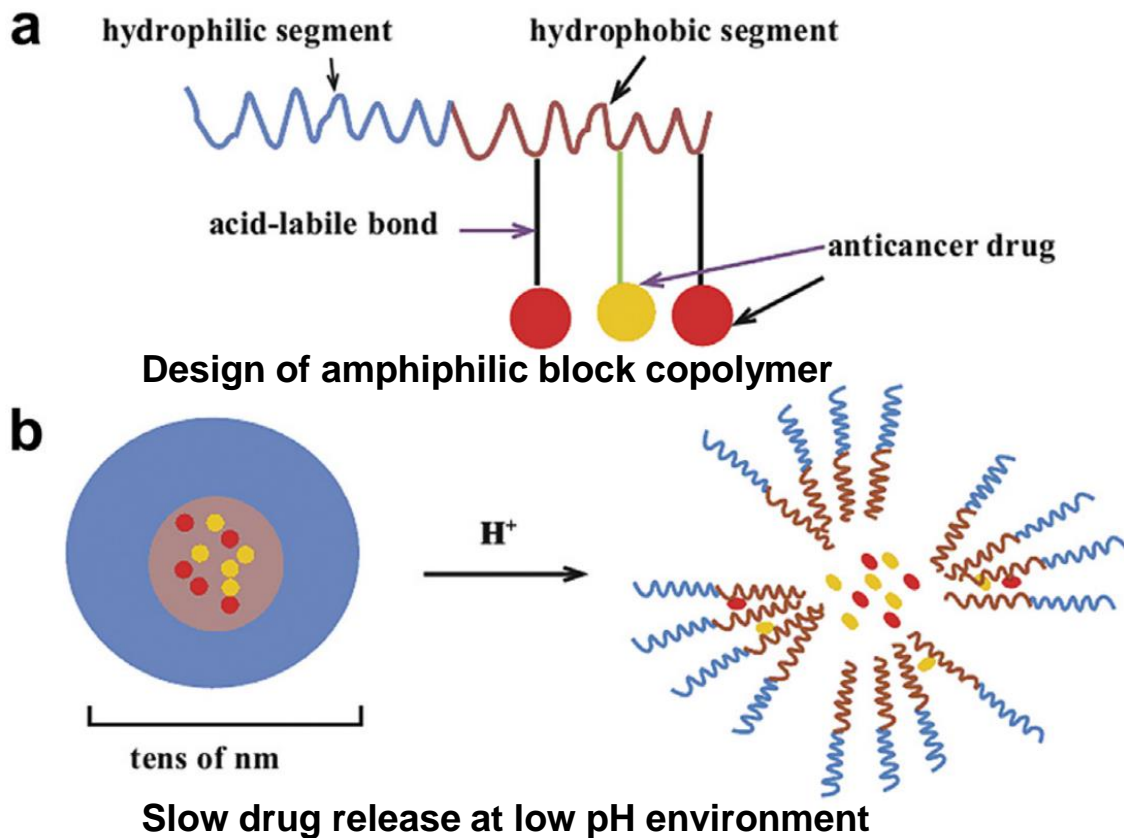 a
hydrophilic segment
hydrophobic segment
acid-labile bond
anticancer drug
Design of amphiphilic block copolymer
b
H⁺
tens of nm
Slow drug release at low pH environment